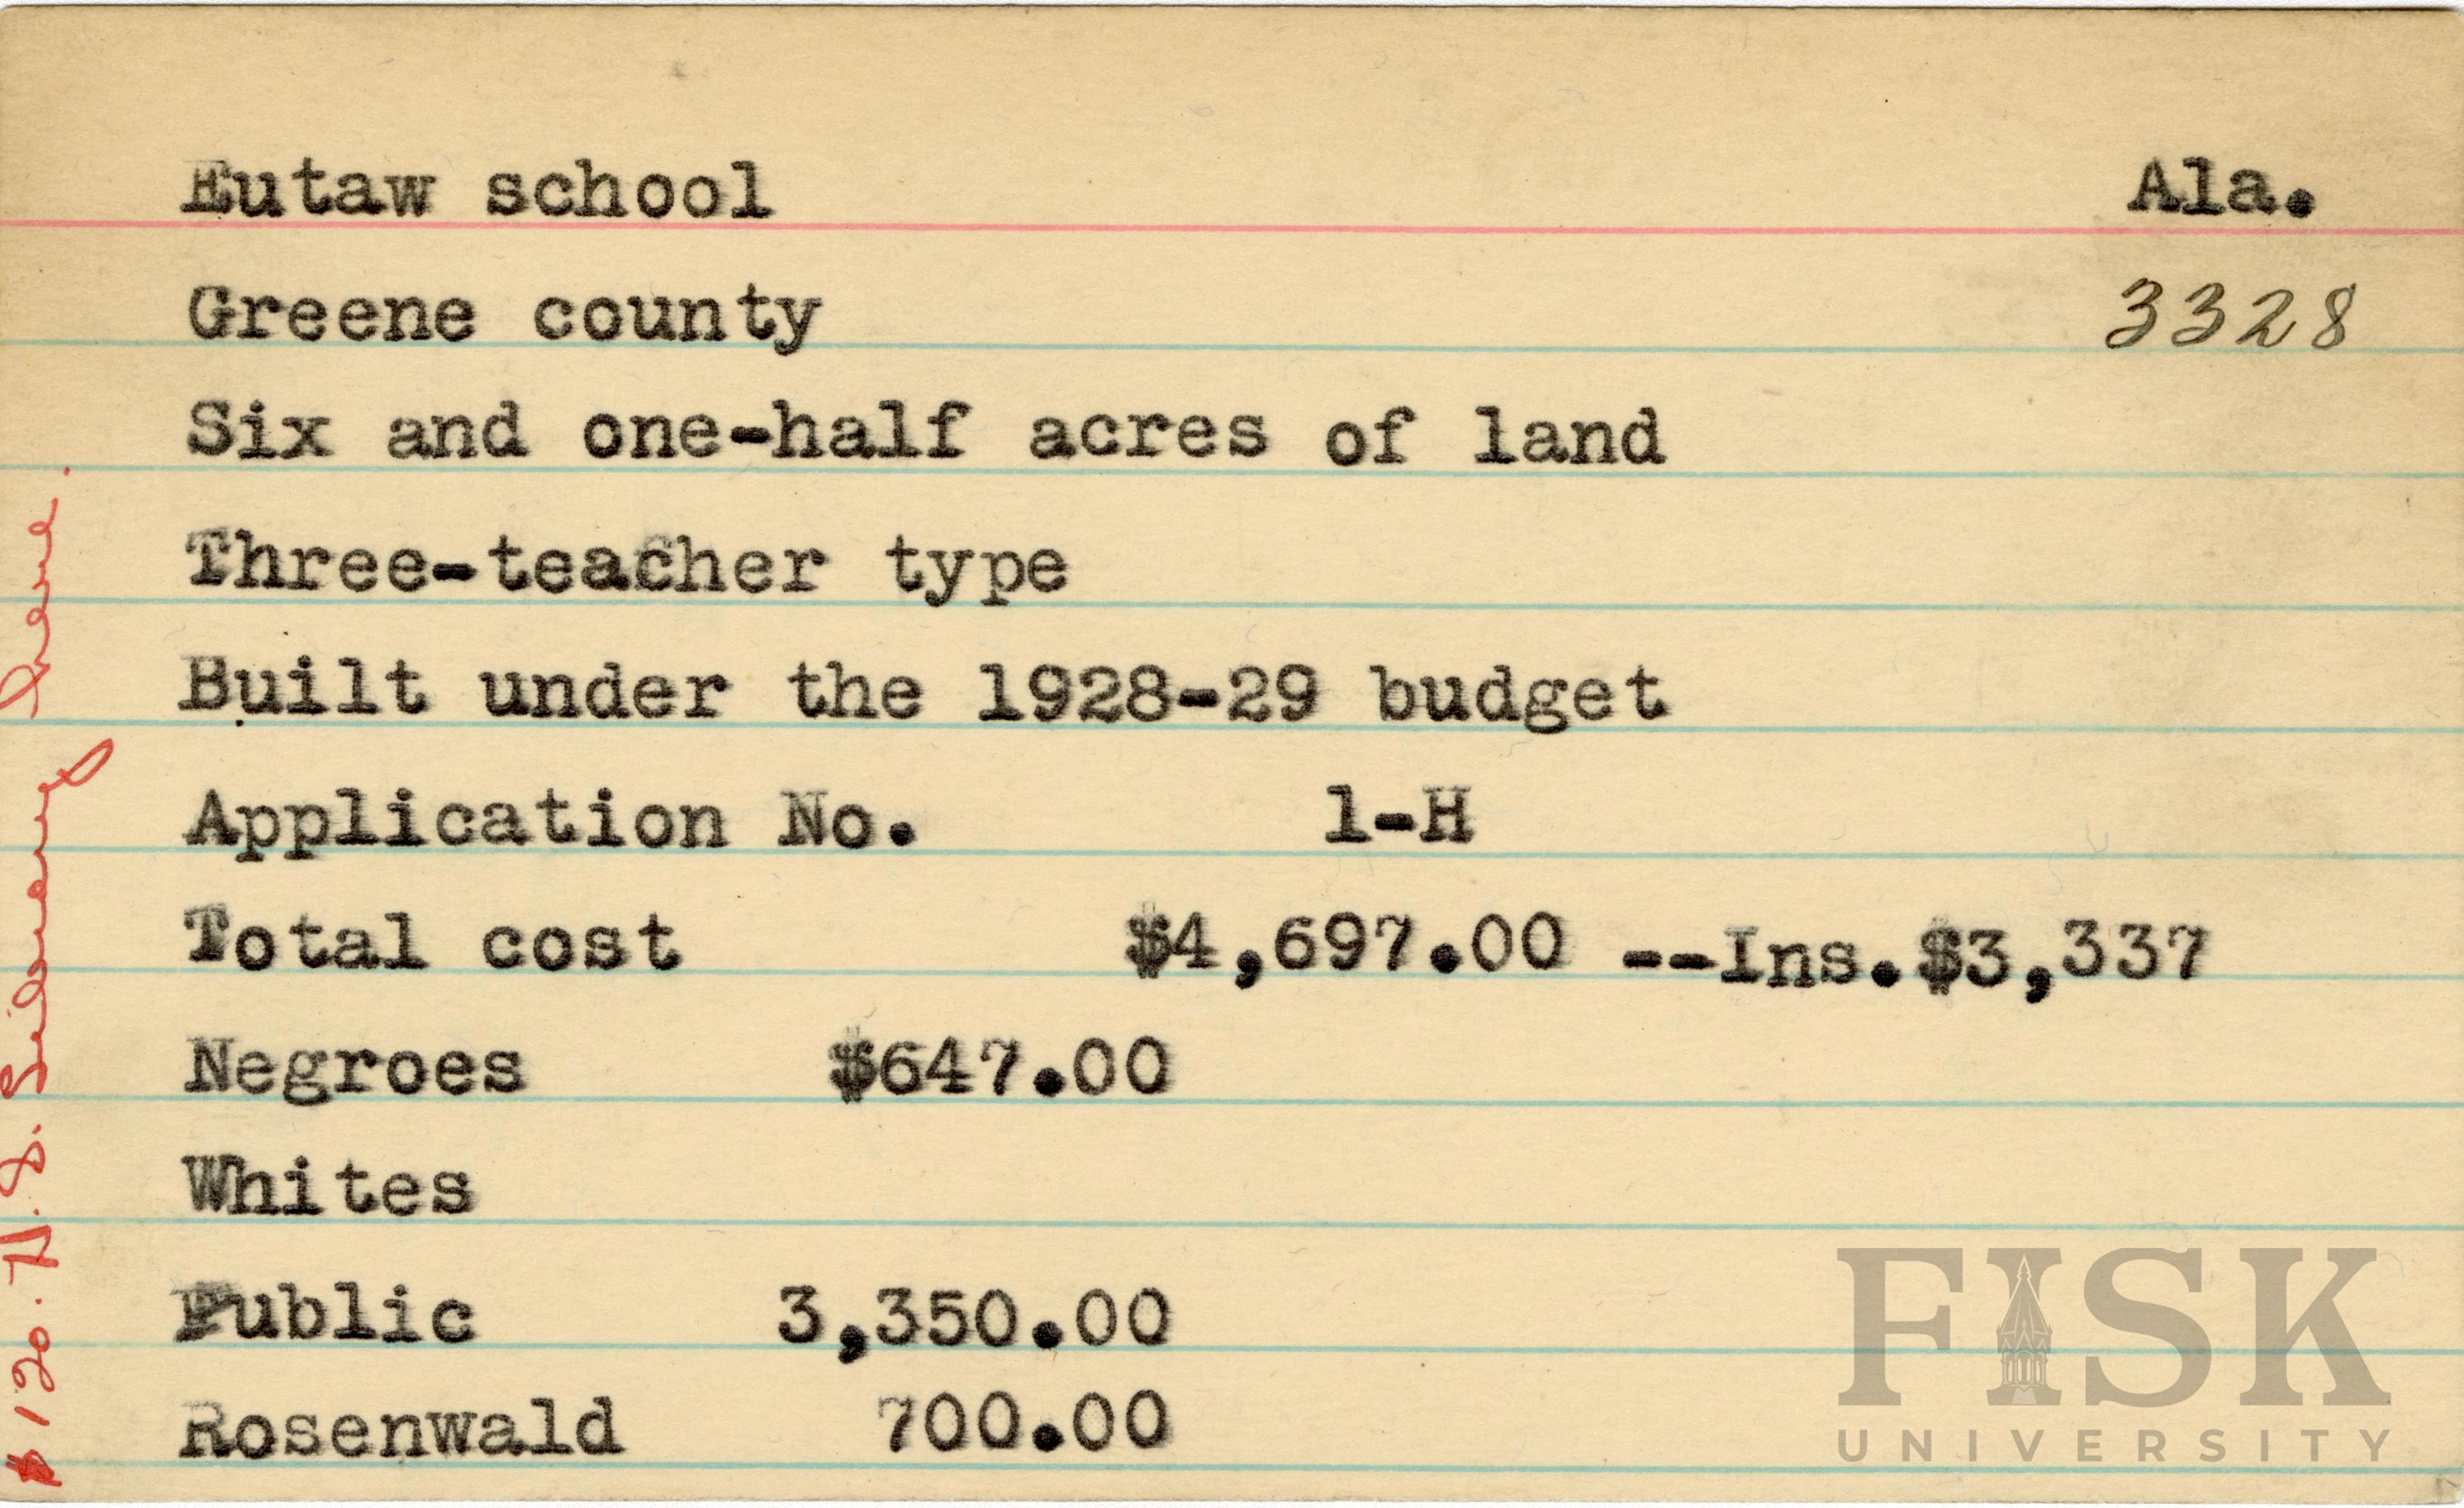 Eutaw school Ala.
Greene county 3328
Six and one-half acres of land
Three-teacher type
Built under the 1928-29 budget
Application No. 1-H
Total cost $4,697.00 --Ins.$3,337
Negroes $647.00
Whites
Public 3,350.00
Rosenwald 700.00
$120. H.S. Library
FISK
UNIVERSITY